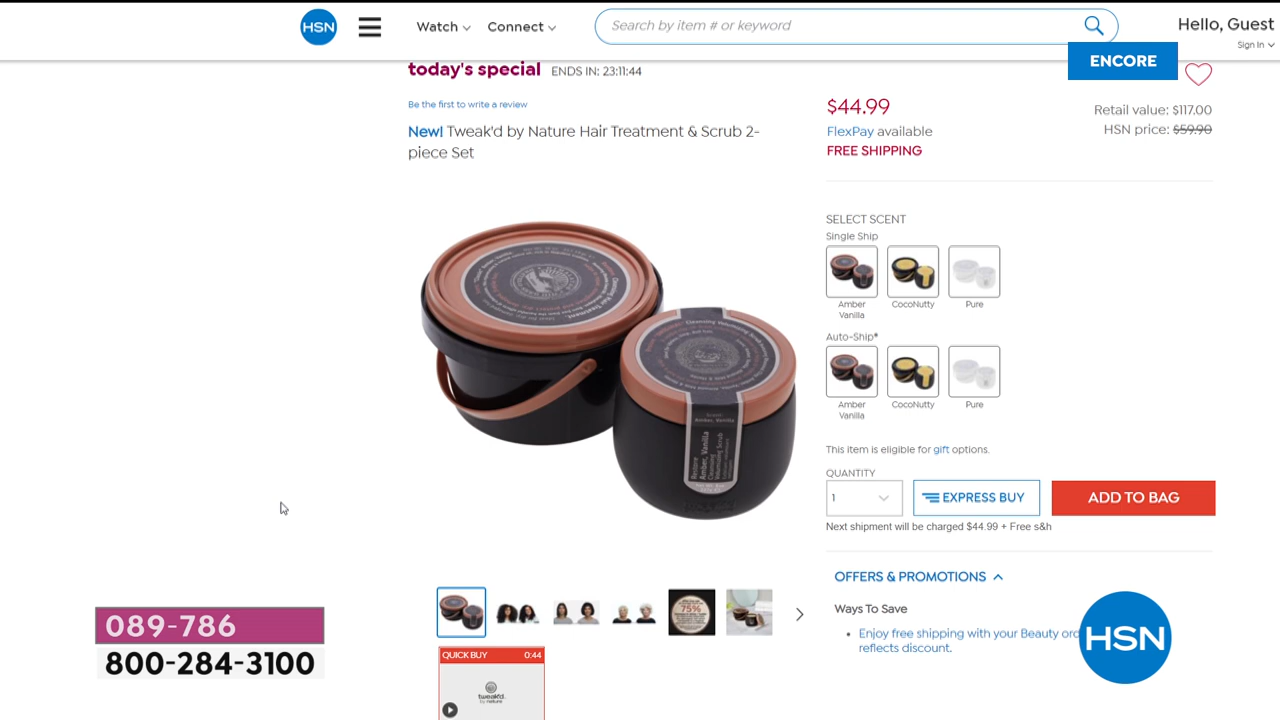 HSN
Watch
Connect
Search by item # or keyword
Hello, Guest
Sign In
ENCORE
today's special
ENDS IN: 23:11:44
Be the first to write a review
New! Tweak'd by Nature Hair Treatment & Scrub 2-
piece Set
$44.99
FlexPay available
FREE SHIPPING
Retail value: $117.00
HSN price: $59.90
SELECT SCENT
Single Ship
Amber
Vanilla
CocoNutty
Pure
Auto-Ship*
Amber
Vanilla
CocoNutty
Pure
This item is eligible for gift options.
QUANTITY
1
EXPRESS BUY
ADD TO BAG
Next shipment will be charged $44.99 + Free s&h
OFFERS & PROMOTIONS
Ways To Save
Enjoy free shipping with your Beauty
reflects discount.
HSN
Restore
Amber, Vanilla
Cleansing
Volumizing Scrub
75%
089-786
800-284-3100
QUICK BUY
0:44
tweak'd.
by nature